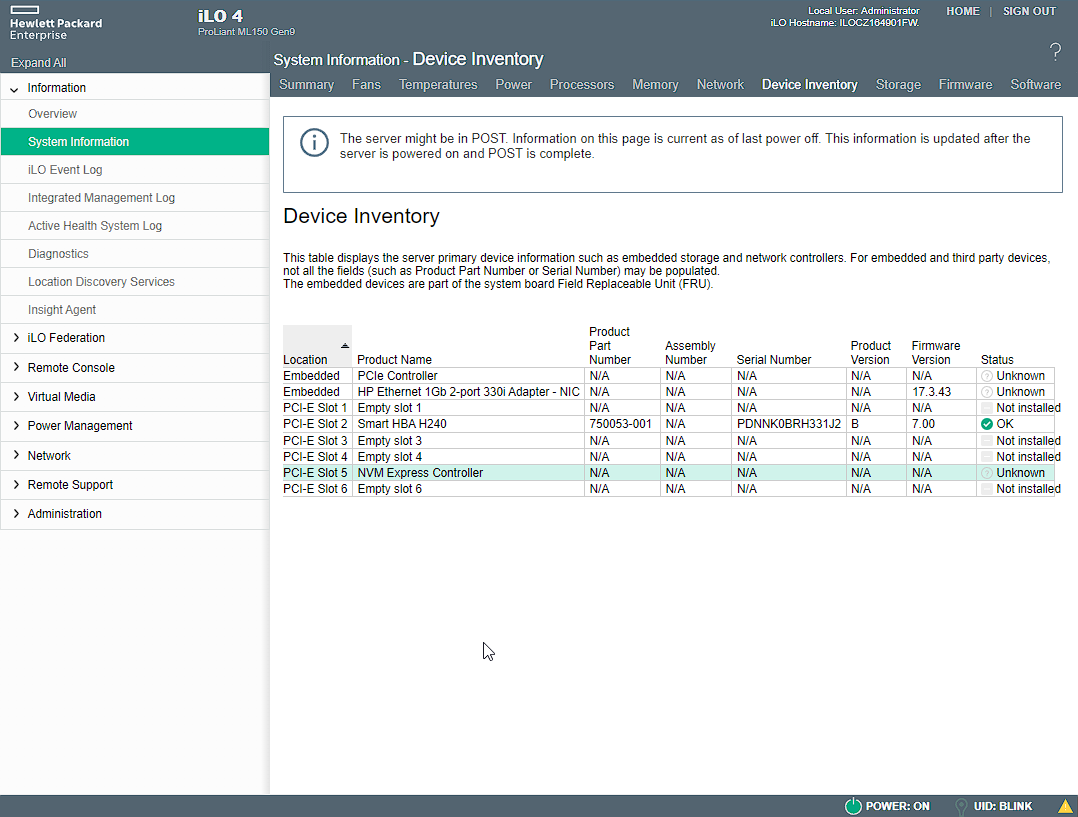 Hewlett Packard
Enterprise
iLO 4
ProLiant ML150 Gen9
Local User: Administrator
iLO Hostname: ILOCZ164901FW.
HOME | SIGN OUT
Expand All
System Information - Device Inventory
?
Summary Fans Temperatures Power Processors Memory Network Device Inventory Storage Firmware Software
Information
Overview
System Information
iLO Event Log
Integrated Management Log
Active Health System Log
Diagnostics
Location Discovery Services
Insight Agent
iLO Federation
Remote Console
Virtual Media
Power Management
Network
Remote Support
Administration
The server might be in POST. Information on this page is current as of last power off. This information is updated after the
server is powered on and POST is complete.
Device Inventory
This table displays the server primary device information such as embedded storage and network controllers. For embedded and third party devices,
not all the fields (such as Product Part Number or Serial Number) may be populated.
The embedded devices are part of the system board Field Replaceable Unit (FRU).
Location Product Name Product Part Number Assembly Number Serial Number Product Version Firmware Version Status
Embedded PCIe Controller N/A N/A N/A N/A N/A Unknown
Embedded HP Ethernet 1Gb 2-port 330i Adapter - NIC N/A N/A N/A N/A 17.3.43 Unknown
PCI-E Slot 1 Empty slot 1 N/A N/A N/A N/A N/A Not installed
PCI-E Slot 2 Smart HBA H240 750053-001 N/A PDNNK0BRH331J2 B 7.00 OK
PCI-E Slot 3 Empty slot 3 N/A N/A N/A N/A N/A Not installed
PCI-E Slot 4 Empty slot 4 N/A N/A N/A N/A N/A Not installed
PCI-E Slot 5 NVM Express Controller N/A N/A N/A N/A N/A Unknown
PCI-E Slot 6 Empty slot 6 N/A N/A N/A N/A N/A Not installed
POWER: ON UID: BLINK